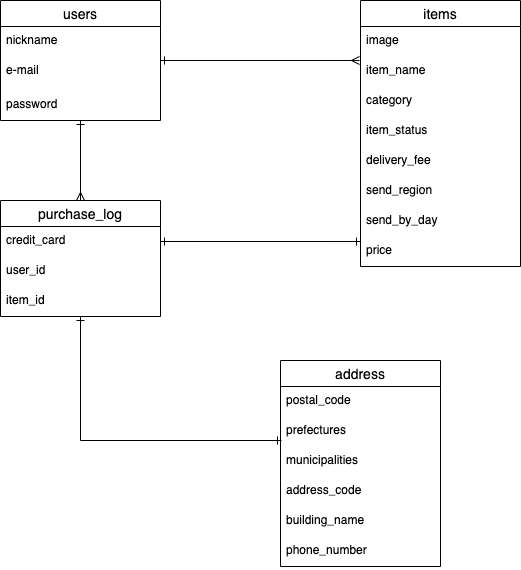 users
nickname
e-mail
password
items
image
item_name
category
item_status
delivery_fee
send_region
send_by_day
price
purchase_log
credit_card
user_id
item_id
address
postal_code
prefectures
municipalities
address_code
building_name
phone_number